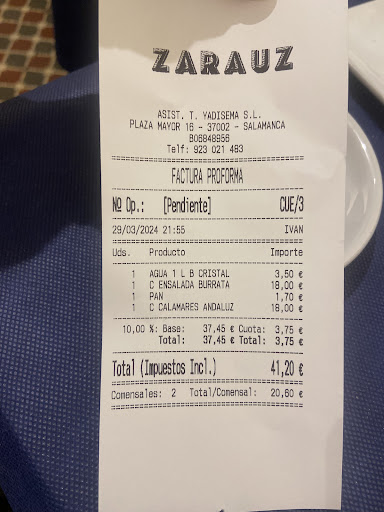 ZARAUZ
ASIST. T. YADISEMA S.L.
PLAZA MAYOR 16 - 37002 - SALAMANCA
B06848956
Telf: 923 021 483
FACTURA PROFORMA
Nº Op.: [Pendiente] CUE/3
29/03/2024 21:55 IVAN
Uds. Producto Importe
1 AGUA 1 L B CRISTAL 3,50 €
1 C ENSALADA BURRATA 18,00 €
1 PAN 1,70 €
1 C CALAMARES ANDALUZ 18,00 €
10,00 %: Base: 37,45 € Cuota: 3,75 €
Total: 37,45 € Total: 3,75 €
Total (Impuestos Incl.) 41,20 €
Comensales: 2 Total/Comensal: 20,60 €